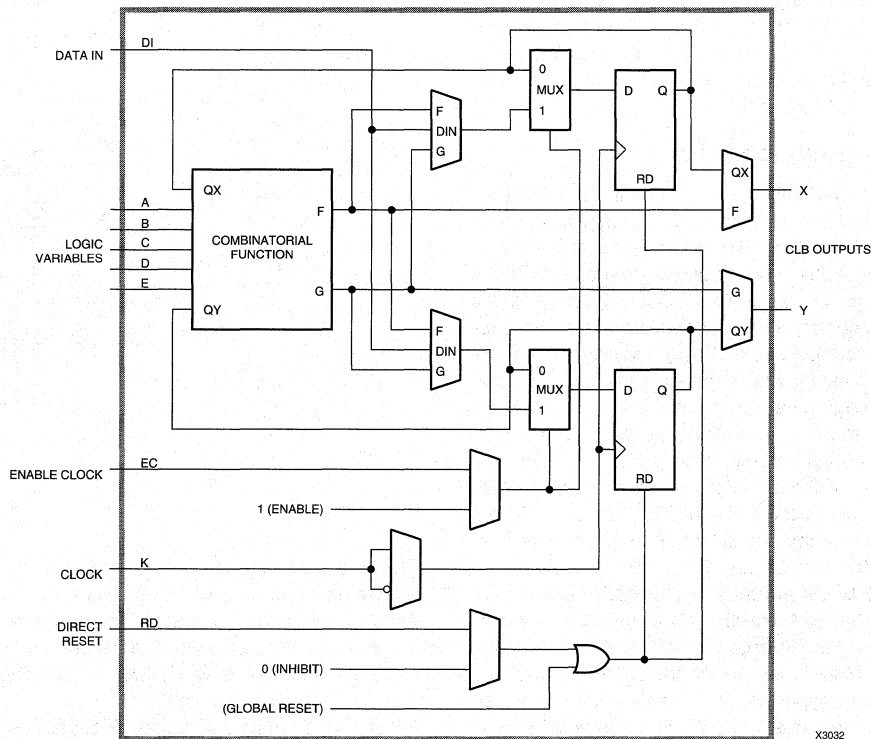 DATA IN
DI
0
MUX
1
D Q
RD
F
DIN
G
QX
F
X
QX
A
B
C
D
E
LOGIC
VARIABLES
COMBINATORIAL
FUNCTION
F
G
QY
CLB OUTPUTS
G
QY
Y
F
DIN
G
0
MUX
1
D Q
RD
ENABLE CLOCK
EC
1 (ENABLE)
CLOCK
K
DIRECT
RESET
RD
0 (INHIBIT)
(GLOBAL RESET)
X3032